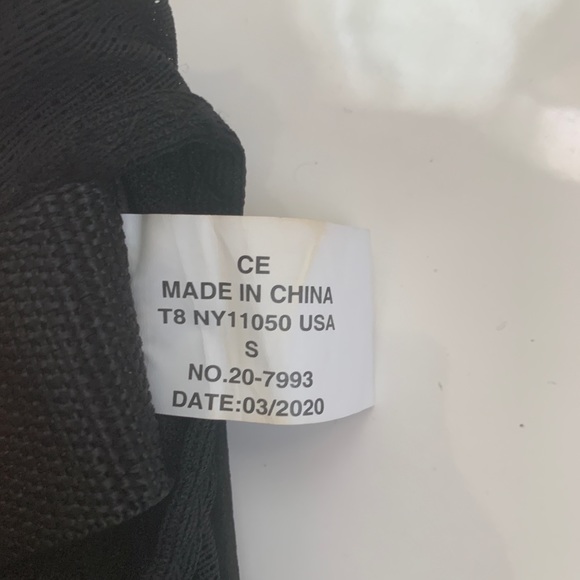 CE
MADE IN CHINA
T8 NY11050 USA
S
NO.20-7993
DATE:03/2020